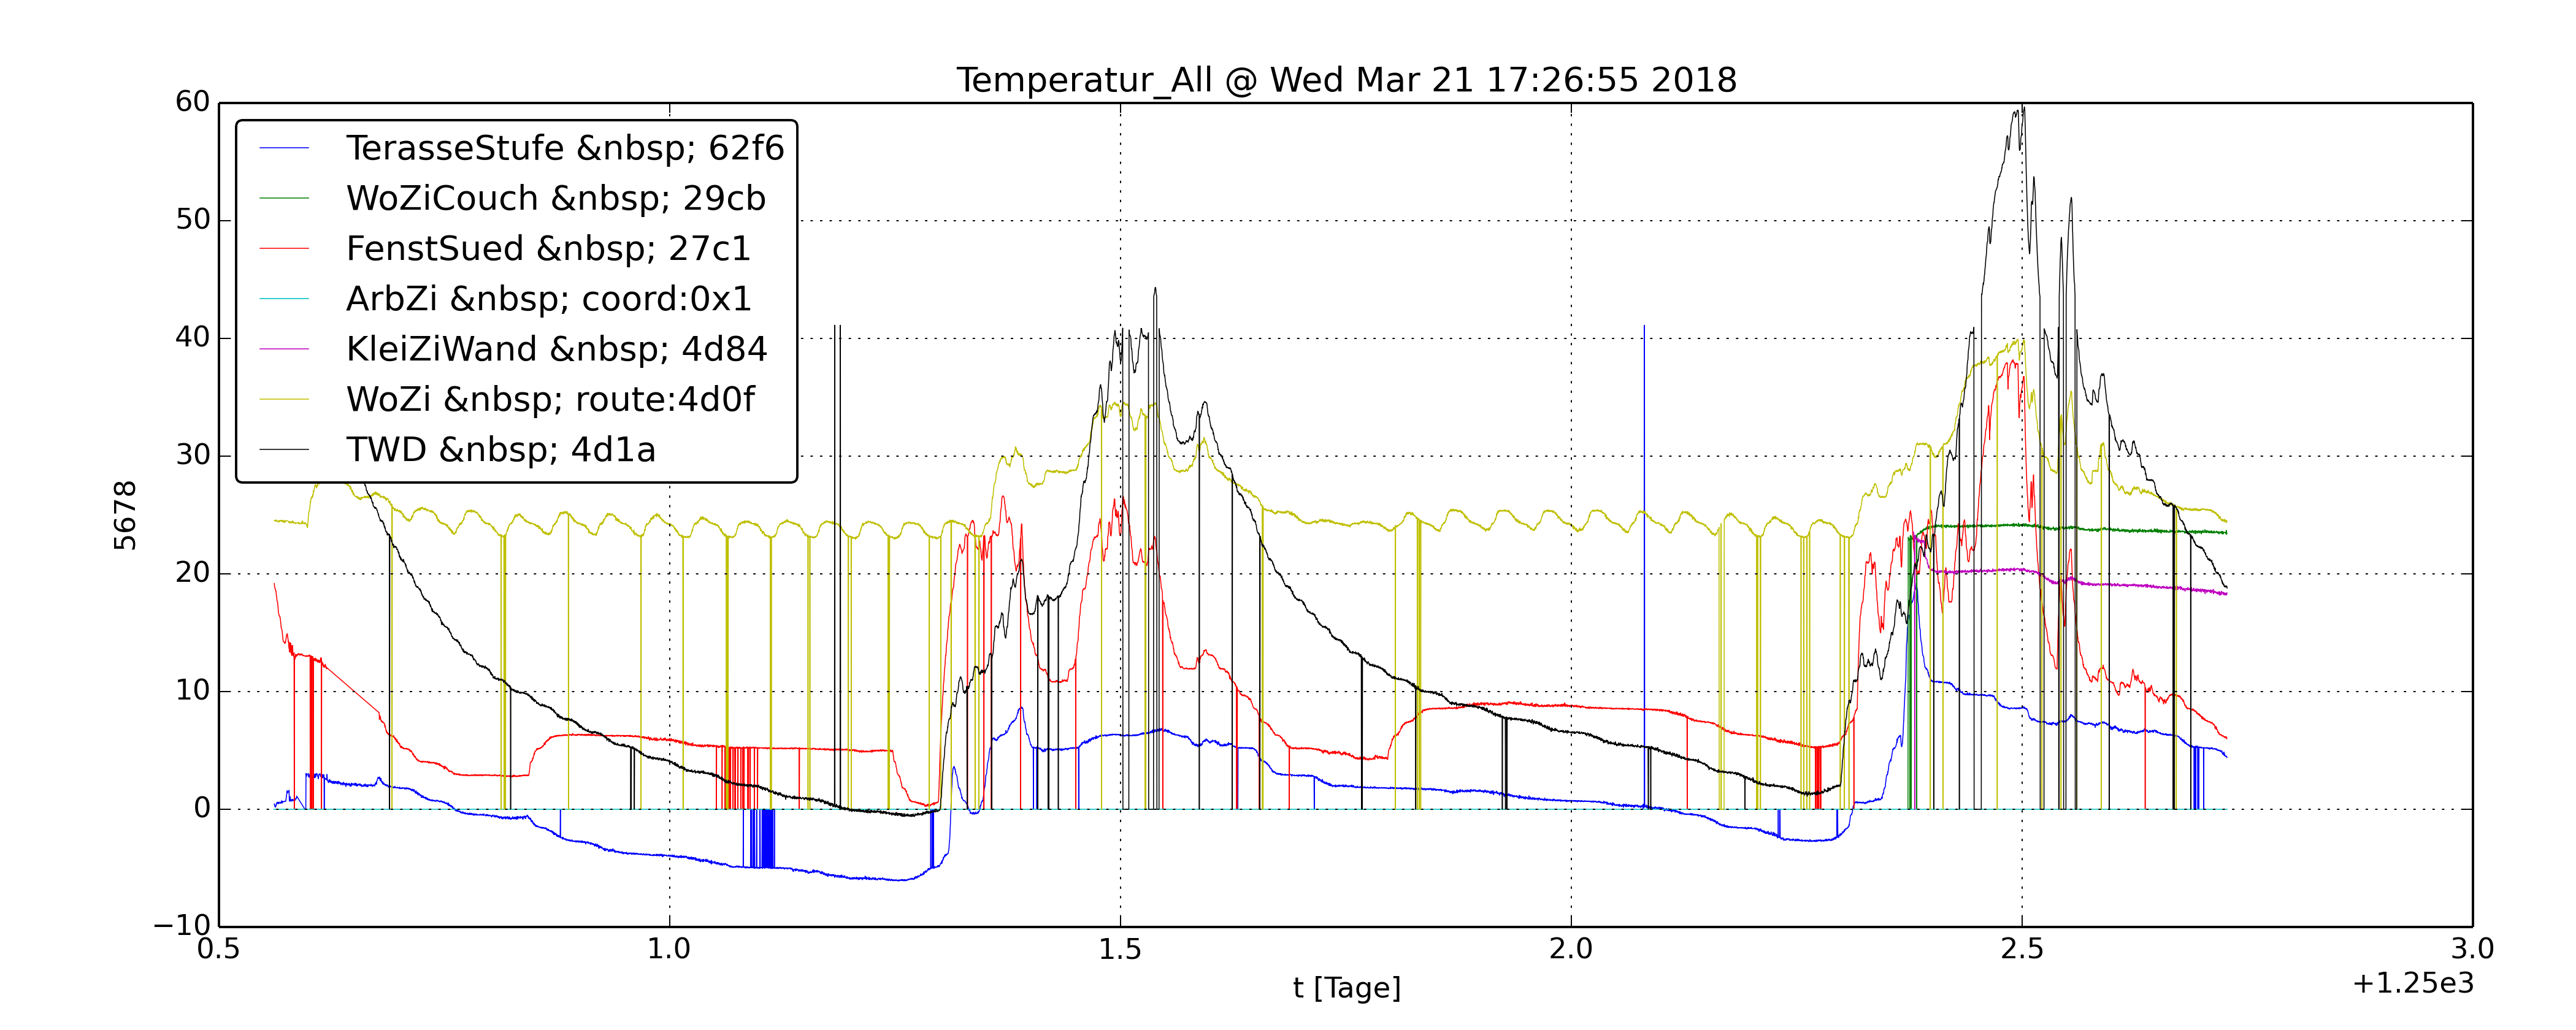 Temperatur_All @ Wed Mar 21 17:26:55 2018
60
50
40
30
20
10
0
−10
5678
TerasseStufe &nbsp; 62f6
WoZiCouch &nbsp; 29cb
FenstSued &nbsp; 27c1
ArbZi &nbsp; coord:0x1
KleiZiWand &nbsp; 4d84
WoZi &nbsp; route:4d0f
TWD &nbsp; 4d1a
0.5 1.0 1.5 2.0 2.5 3.0
t [Tage]
+1.25e3